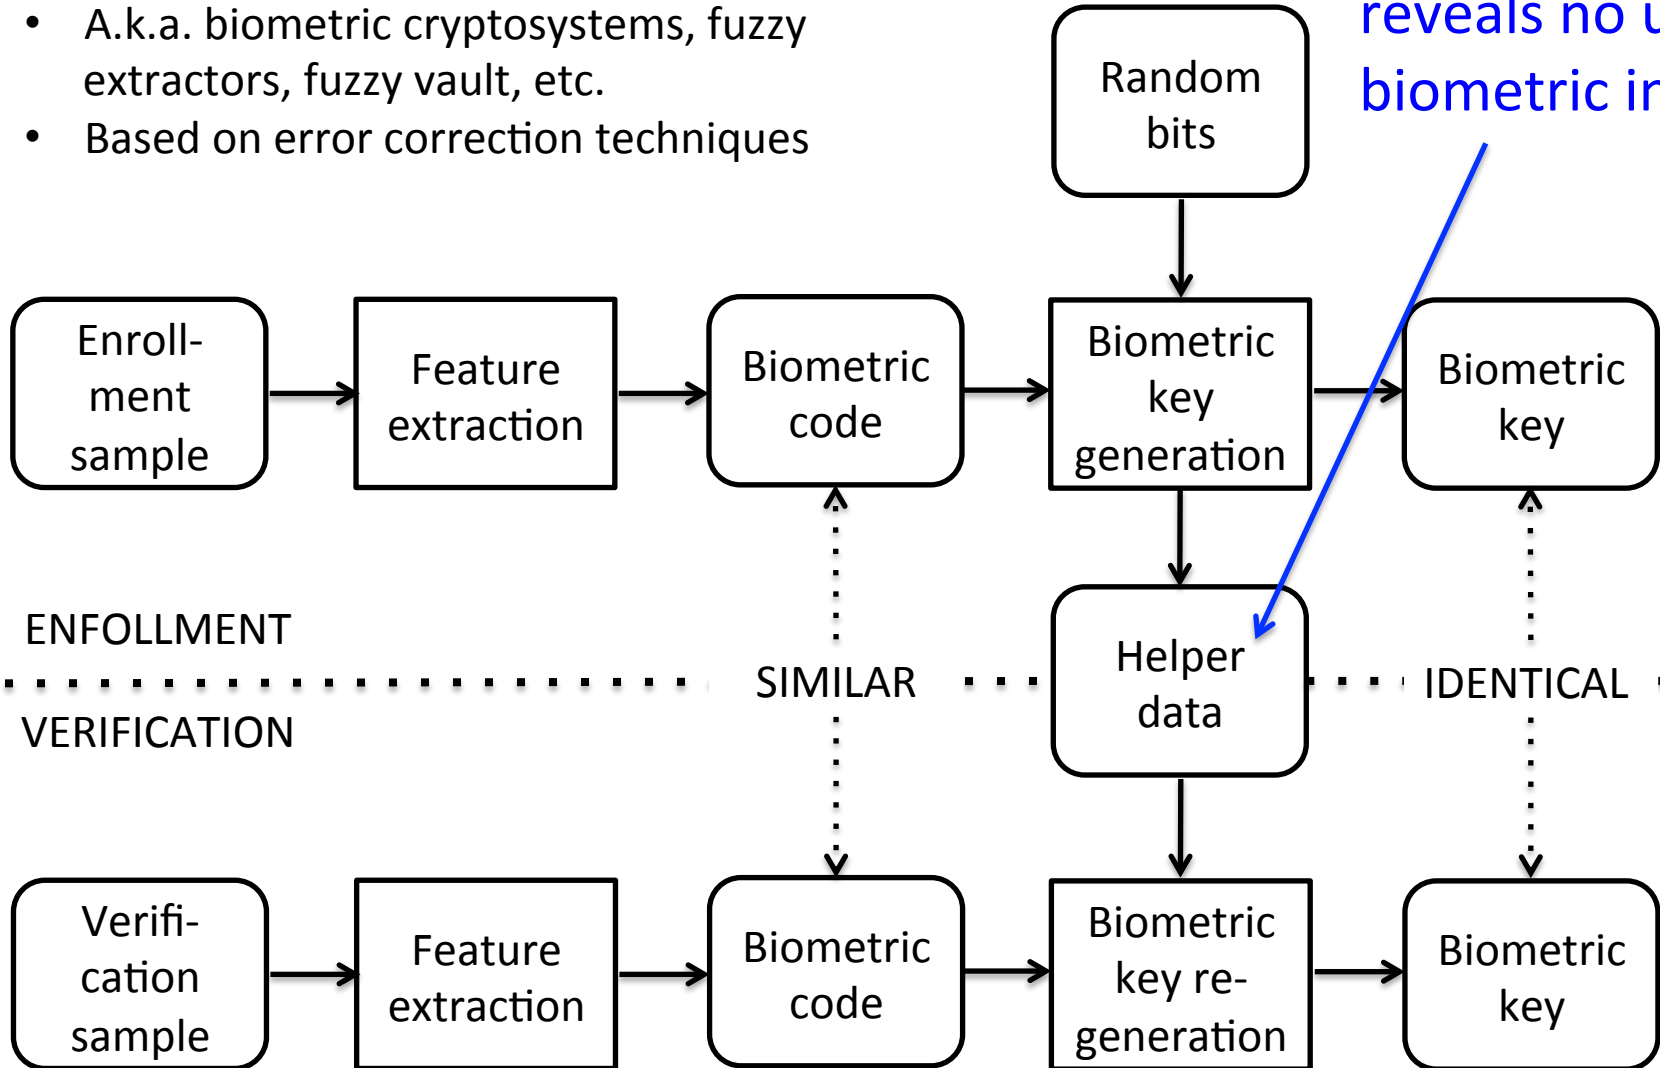 • A.k.a. biometric cryptosystems, fuzzy
extractors, fuzzy vault, etc.
• Based on error correction techniques
Random
bits
reveals no
biometric
Enroll-
ment
sample
Feature
extraction
Biometric
code
Biometric
key
generation
Biometric
key
ENFOLLMENT
SIMILAR
Helper
data
IDENTICAL
VERIFICATION
Verifi-
cation
sample
Feature
extraction
Biometric
code
Biometric
key re-
generation
Biometric
key